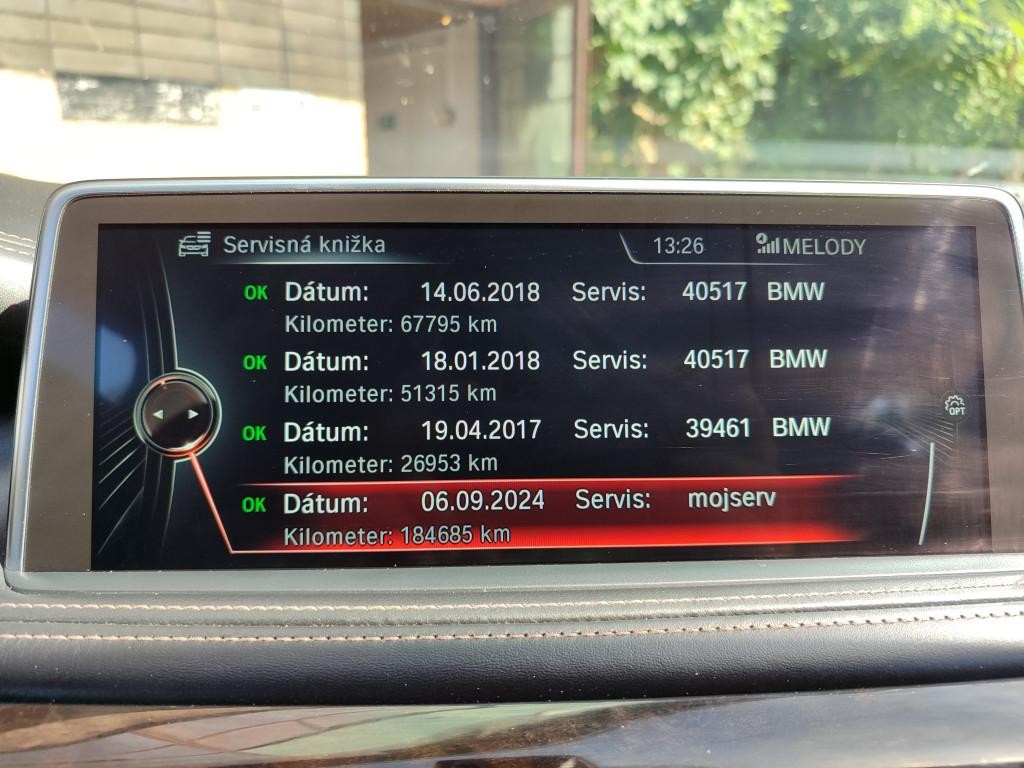 Servisná knižka 13:26 MELODY
OK Dátum: 14.06.2018 Servis: 40517 BMW
Kilometer: 67795 km
OK Dátum: 18.01.2018 Servis: 40517 BMW
Kilometer: 51315 km
OPT
OK Dátum: 19.04.2017 Servis: 39461 BMW
Kilometer: 26953 km
OK Dátum: 06.09.2024 Servis: mojserv
Kilometer: 184685 km